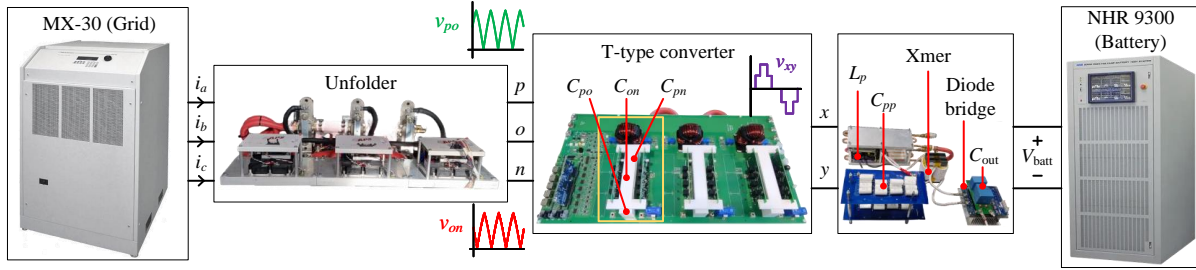 MX-30 (Grid)
i_a
i_b
i_c
Unfolder
v_po
v_on
p
o
n
T-type converter
C_po
C_on
C_pn
v_xy
x
y
L_p
C_pp
Xmer
Diode
bridge
C_out
+
V_batt
−
NHR 9300
(Battery)